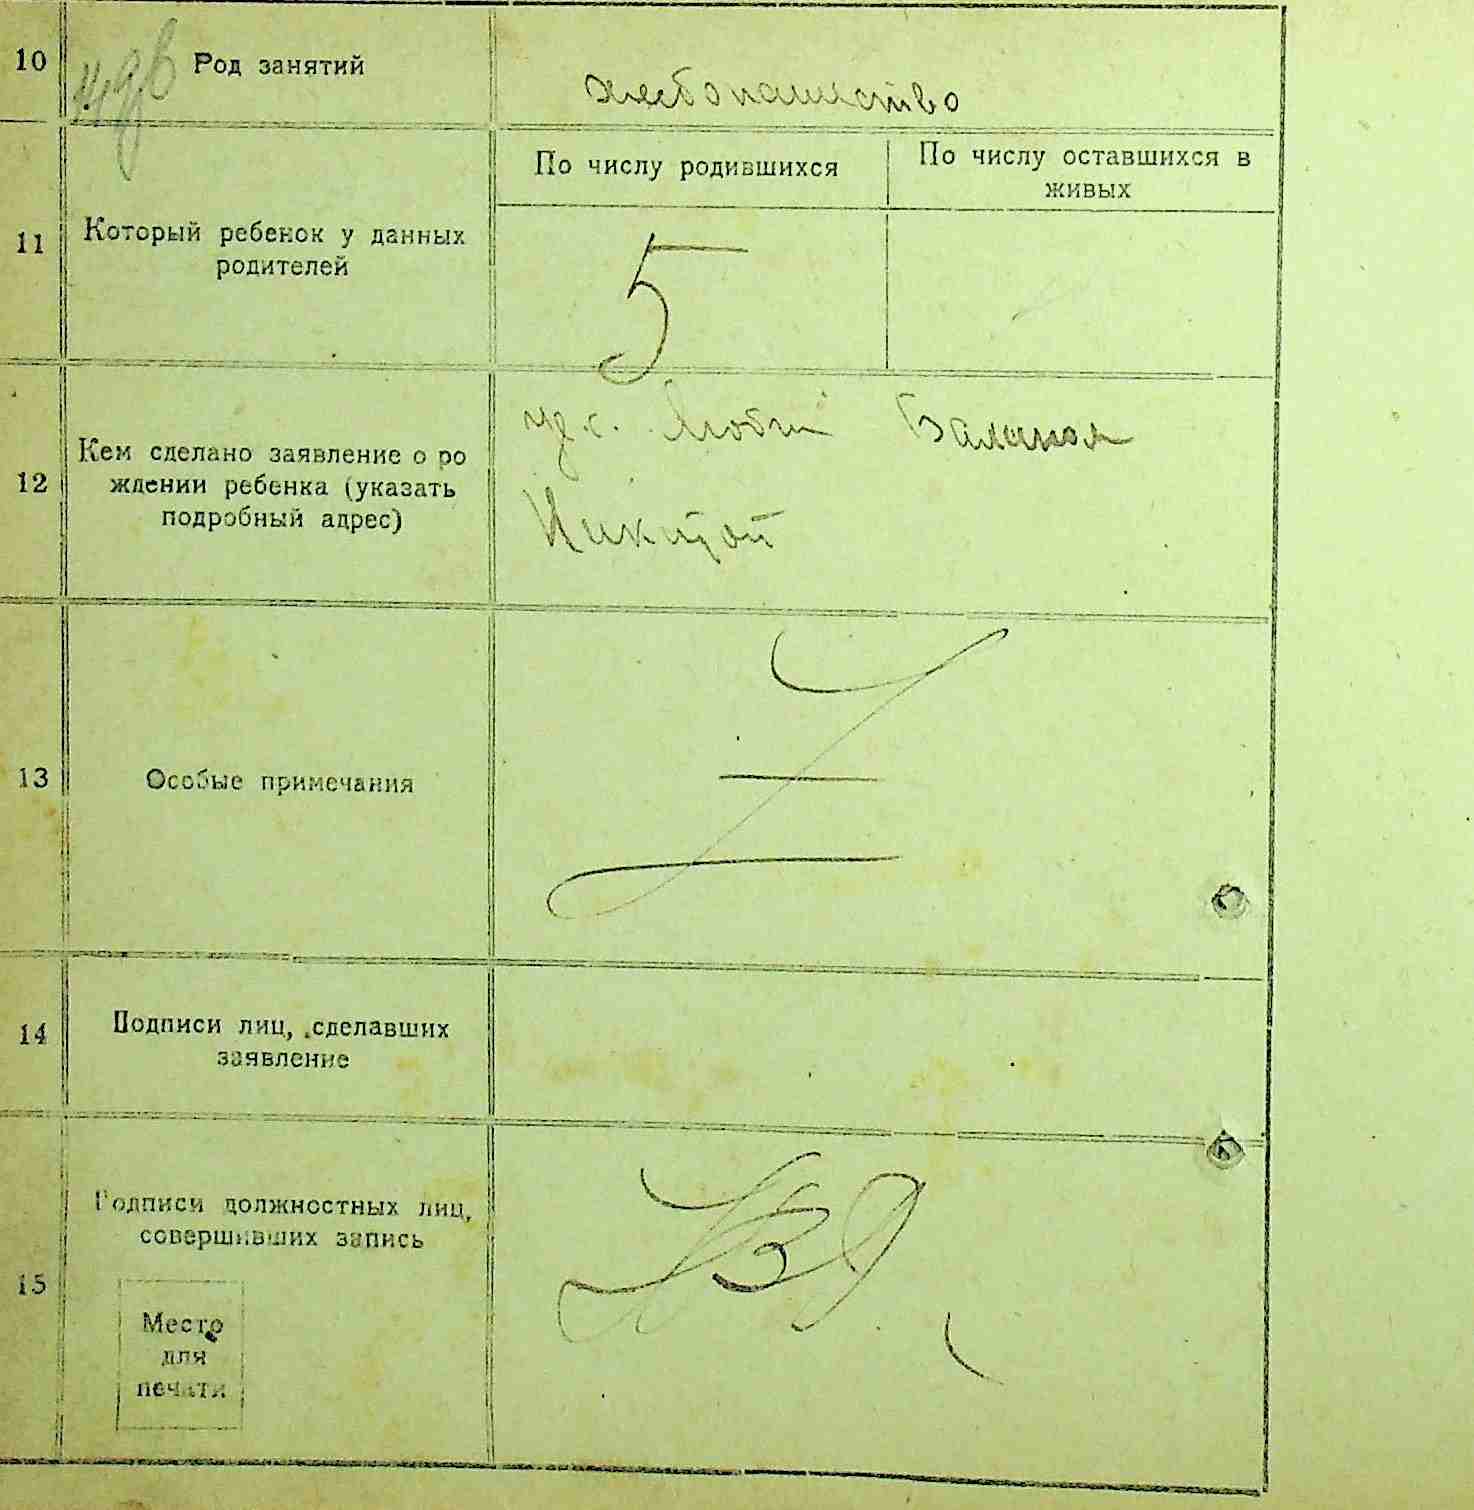 10 Род занятий хлебопашество
По числу родившихся
По числу оставшихся в
живых
11 Который ребенок у данных
родителей
5
12 Кем сделано заявление о ро
ждении ребенка (указать
подробный адрес)
Никитой
13 Особые примечания
14 Подписи лиц, сделавших
заявление
15 Подписи должностных лиц,
совершивших запись
Место
для
печати